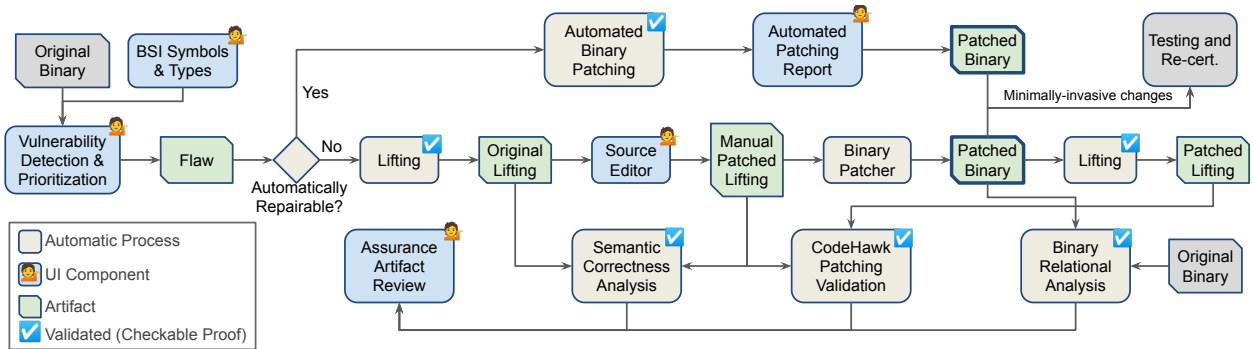 Original
Binary
BSI Symbols
& Types
Automated
Binary
Patching
Automated
Patching
Report
Patched
Binary
Testing and
Re-cert.
Yes
Minimally-invasive changes
Vulnerability
Detection &
Prioritization
Flaw
No
Automatically
Repairable?
Lifting
Original
Lifting
Source
Editor
Manual
Patched
Lifting
Binary
Patcher
Patched
Binary
Lifting
Patched
Lifting
Automatic Process
UI Component
Artifact
Validated (Checkable Proof)
Assurance
Artifact
Review
Semantic
Correctness
Analysis
CodeHawk
Patching
Validation
Binary
Relational
Analysis
Original
Binary